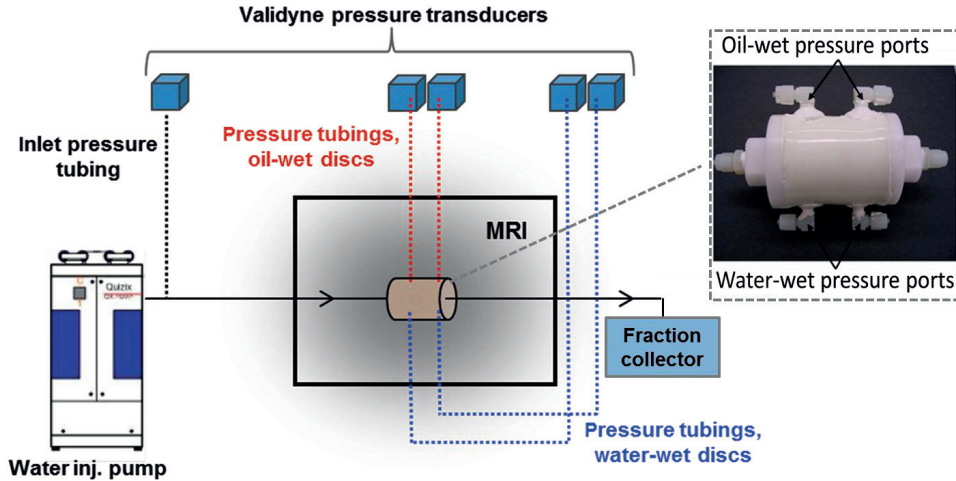 Validyne pressure transducers
Oil-wet pressure ports
Inlet pressure
tubing
Pressure tubings,
oil-wet discs
MRI
Quizix
Water-wet pressure ports
Fraction
collector
Pressure tubings,
water-wet discs
Water inj. pump